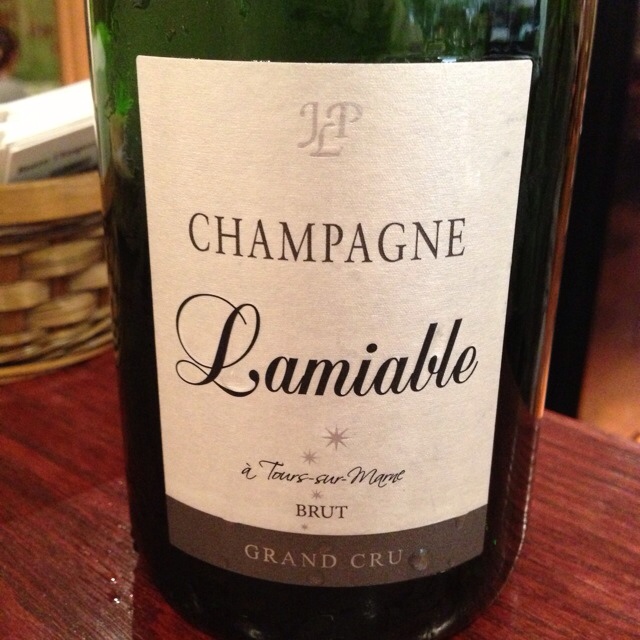 JLP
CHAMPAGNE
Lamiable
à Tours-sur-Marne
BRUT
GRAND CRU